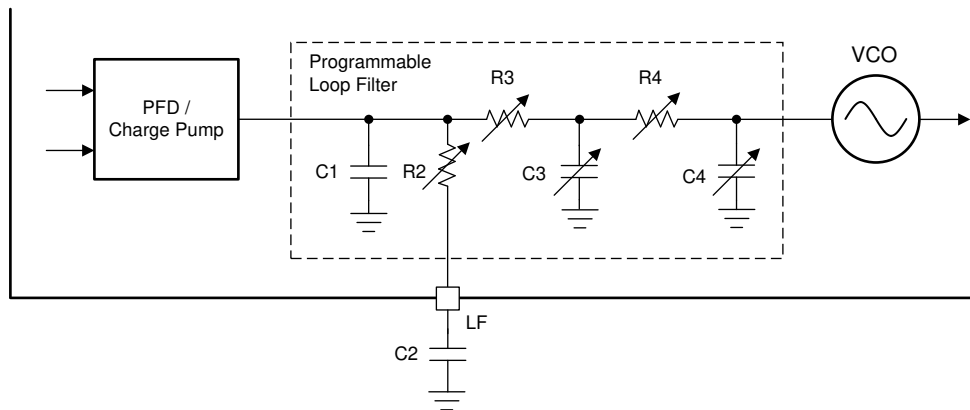 Programmable
Loop Filter
PFD /
Charge Pump
R3
R4
VCO
C1
R2
C3
C4
LF
C2